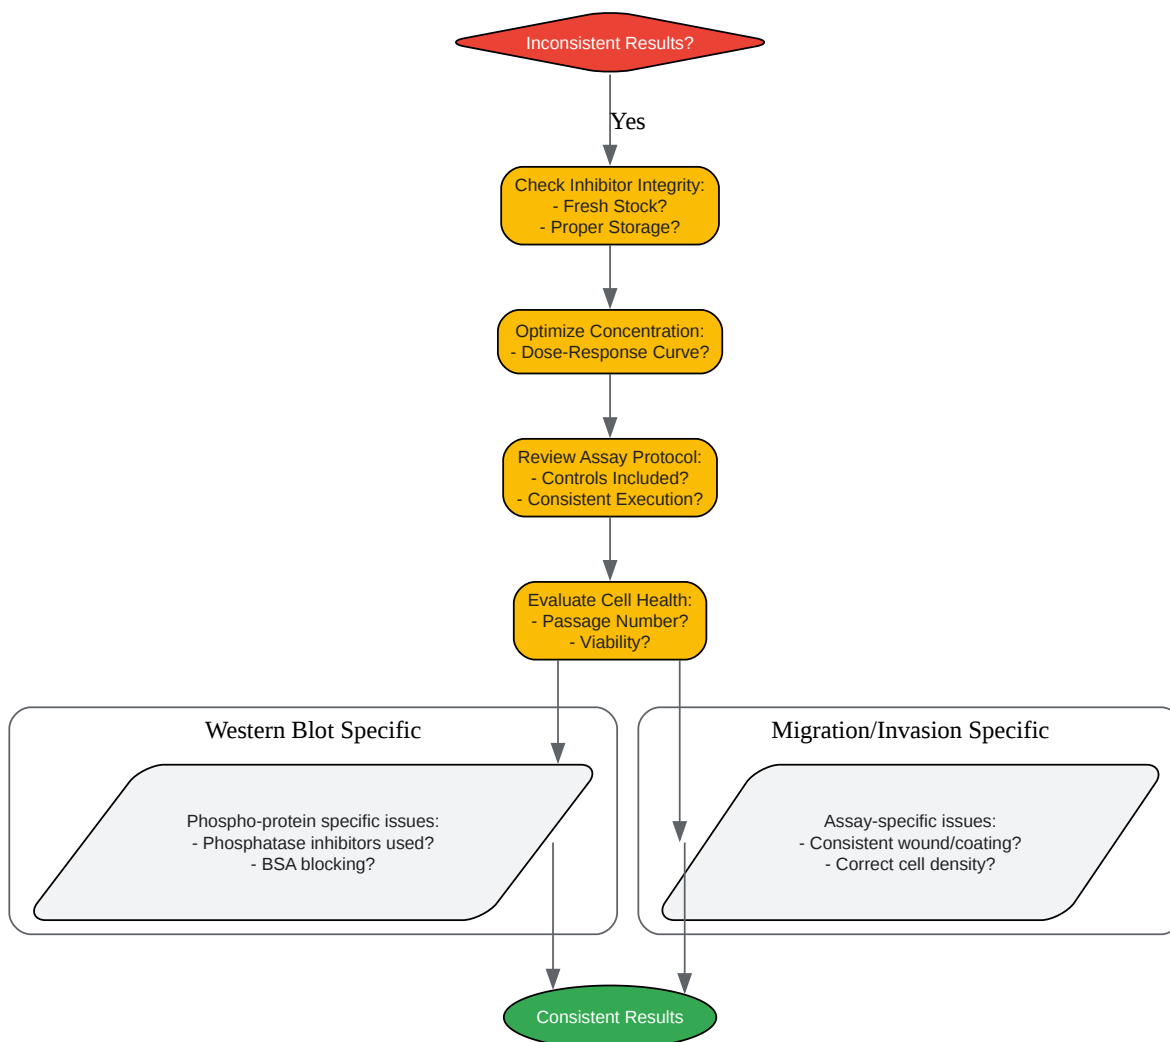 Inconsistent Results?
Yes
Check Inhibitor Integrity:
- Fresh Stock?
- Proper Storage?
Optimize Concentration:
- Dose-Response Curve?
Review Assay Protocol:
- Controls Included?
- Consistent Execution?
Evaluate Cell Health:
- Passage Number?
- Viability?
Western Blot Specific
Phospho-protein specific issues:
- Phosphatase inhibitors used?
- BSA blocking?
Migration/Invasion Specific
Assay-specific issues:
- Consistent wound/coating?
- Correct cell density?
Consistent Results